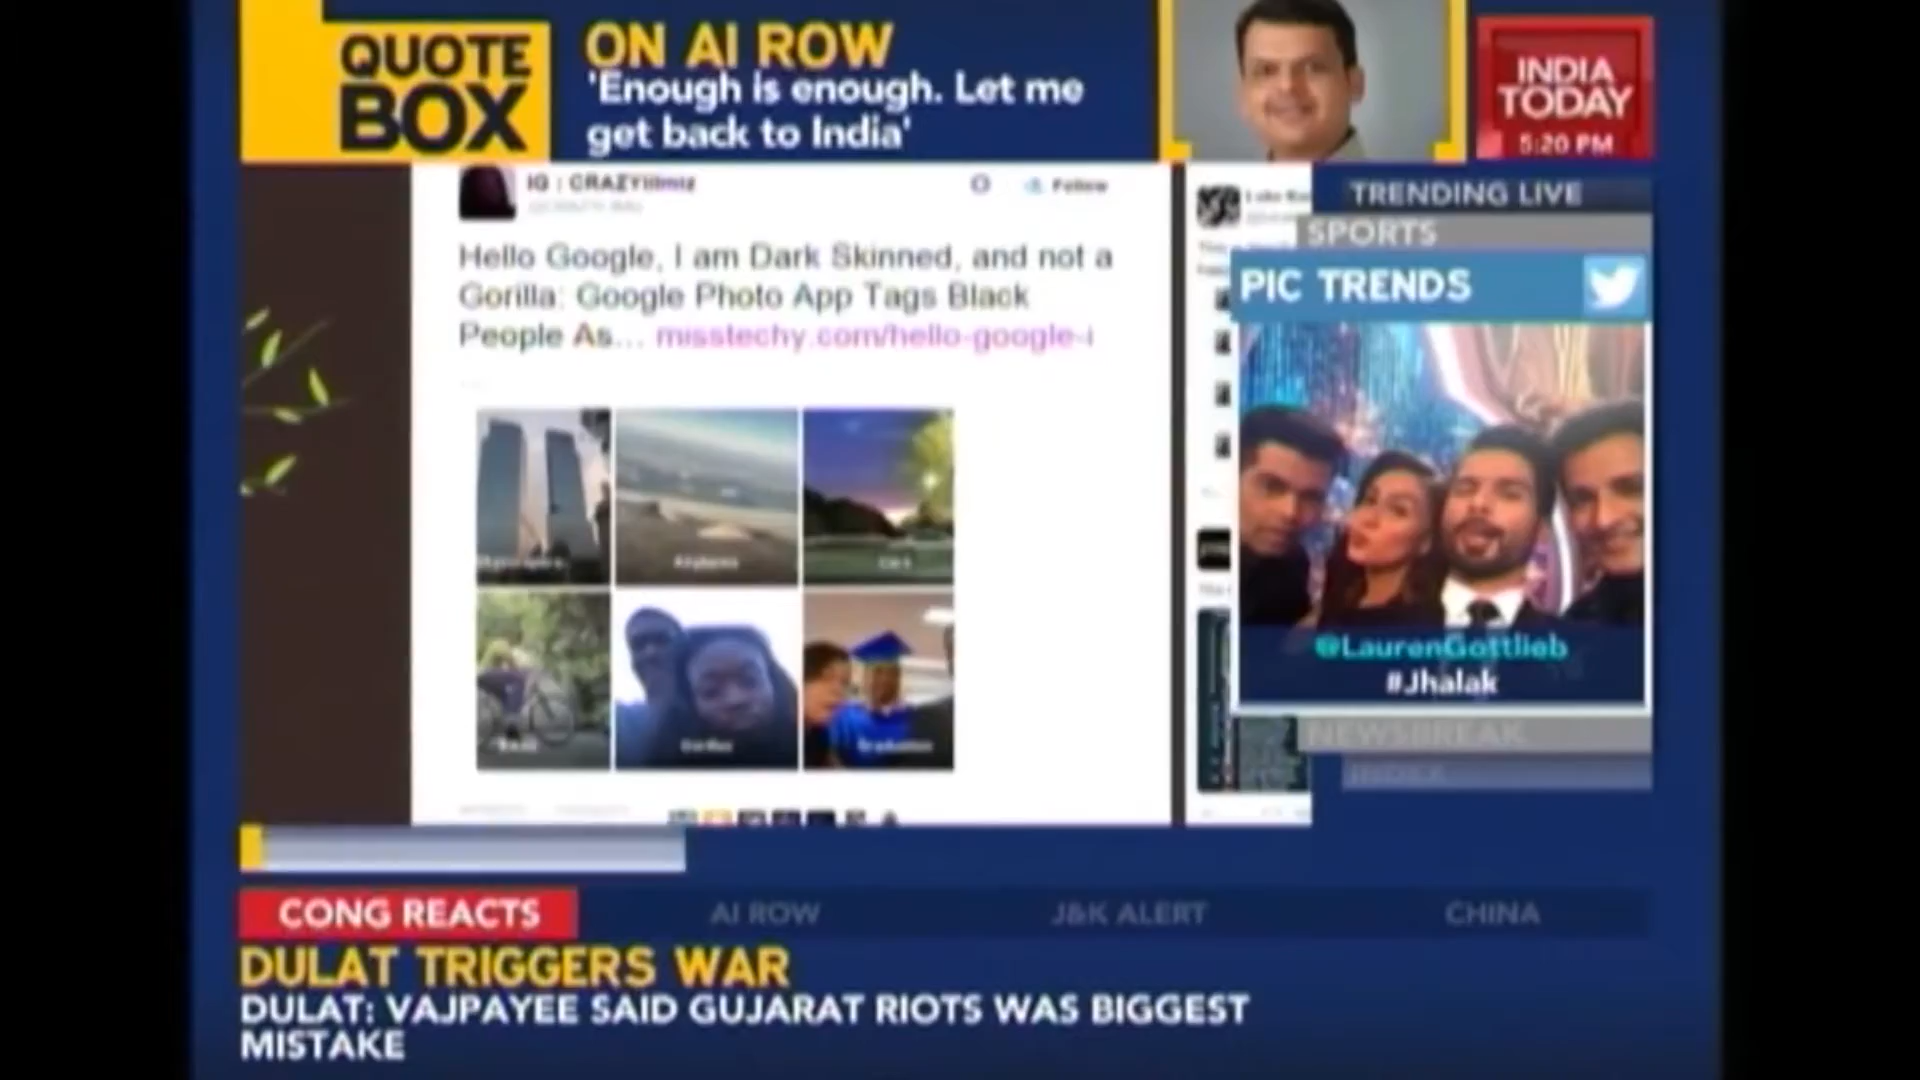 QUOTE
BOX
ON AI ROW
'Enough is enough. Let me
get back to India'
INDIA
TODAY
5:20 PM
IG : CRAZYiiimiz
Follow
Hello Google, I am Dark Skinned, and not a
Gorilla: Google Photo App Tags Black
People As... misstechy.com/hello-google-i
Graduation
TRENDING LIVE
SPORTS
PIC TRENDS
@LaurenGottlieb
#Jhalak
NEWSBREAK
INDEX
CONG REACTS
AI ROW
J&K ALERT
CHINA
DULAT TRIGGERS WAR
DULAT: VAJPAYEE SAID GUJARAT RIOTS WAS BIGGEST
MISTAKE